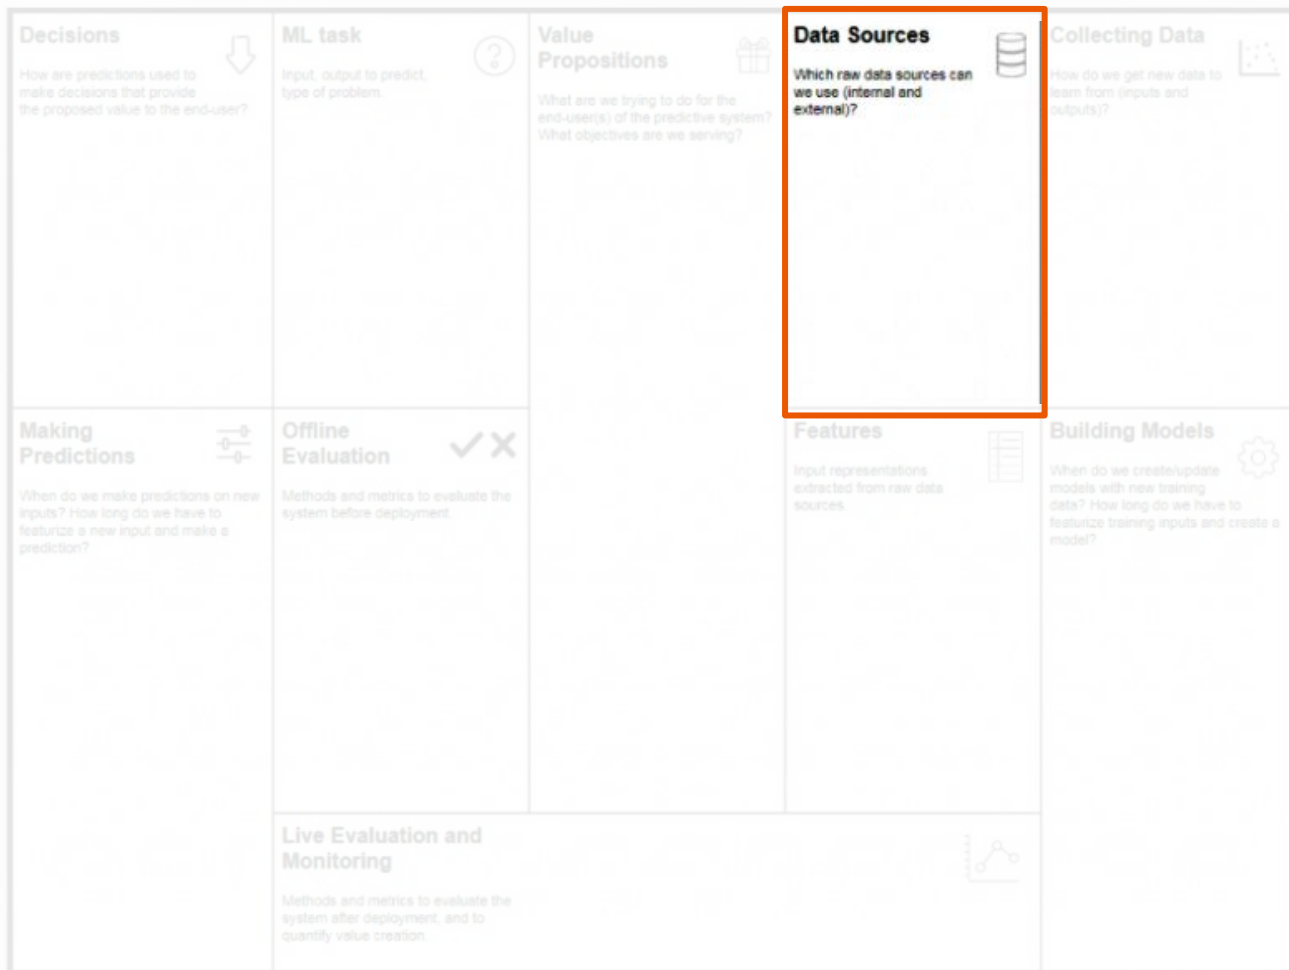 Decisions
How are predictions used to
make decisions that provide
the proposed value to the end-user?
ML task
Input, output to predict,
type of problem.
Value
Propositions
What are we trying to do for the
end-user(s) of the predictive system?
What objectives are we serving?
Data Sources
Which raw data sources can
we use (internal and
external)?
Collecting Data
How do we get new data to
learn from (inputs and
outputs)?
Making
Predictions
When do we make predictions on new
inputs? How long do we have to
featurize a new input and make a
prediction?
Offline
Evaluation
Methods and metrics to evaluate the
system before deployment.
Features
Input representations
extracted from raw data
sources
Building Models
When do we create/update
models with new training
data? How long do we have to
featurize training inputs and create a
model?
Live Evaluation and
Monitoring
Methods and metrics to evaluate the
system after deployment, and to
quantify value creation.